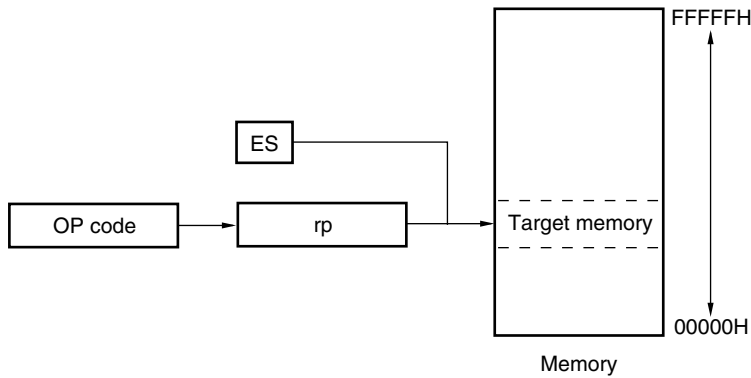 FFFFFH
ES
OP code
rp
Target memory
00000H
Memory